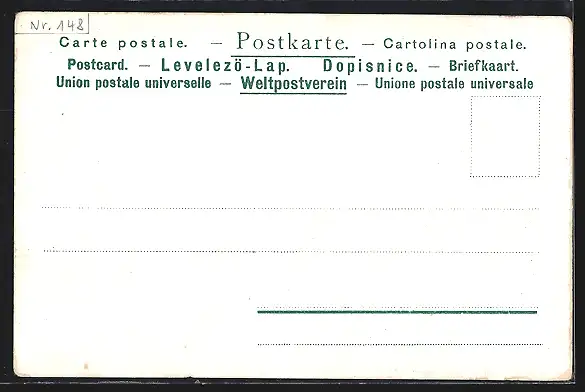 Nr. 148
Carte postale. — Postkarte. — Cartolina postale.
Postcard. — Levelezö-Lap. Dopisnice. — Briefkaart.
Union postale universelle — Weltpostverein — Unione postale universale